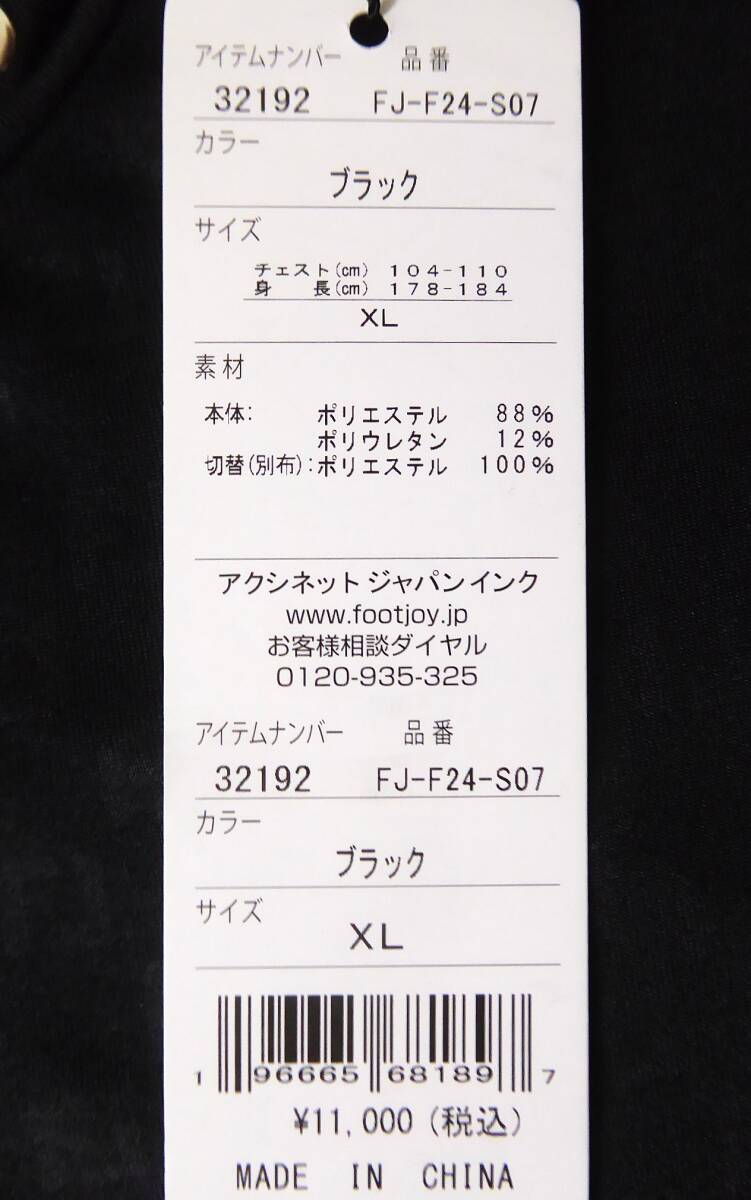 アイテムナンバー 品番
32192 FJ-F24-S07
カラー
ブラック
サイズ
チェスト(cm) 104-110
身長(cm) 178-184
XL
素材
本体: ポリエステル 88%
ポリウレタン 12%
切替(別布):ポリエステル 100%
アクシネット ジャパン インク
www.footjoy.jp
お客様相談ダイヤル
0120-935-325
アイテムナンバー 品番
32192 FJ-F24-S07
カラー
ブラック
サイズ
XL
1 96665 68189 7
¥11,000(税込)
MADE IN CHINA